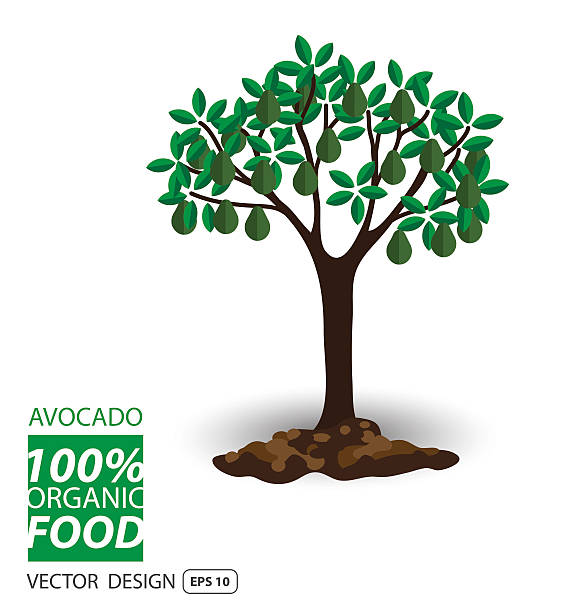 AVOCADO
100%
ORGANIC
FOOD
VECTOR DESIGN EPS 10